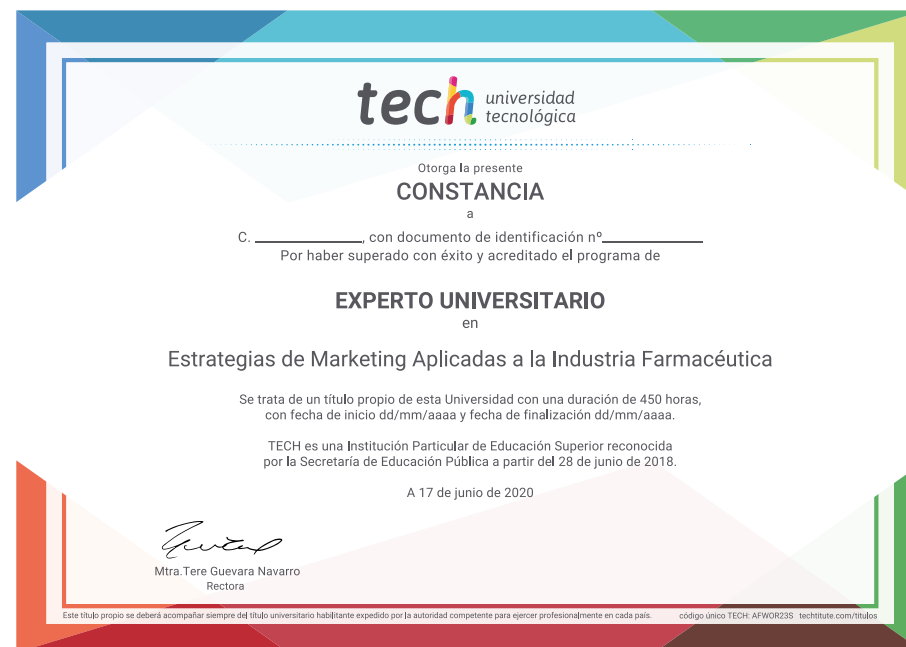 tech universidad
tecnológica
Otorga la presente
CONSTANCIA
a
C. ____________, con documento de identificación nº____________
Por haber superado con éxito y acreditado el programa de
EXPERTO UNIVERSITARIO
en
Estrategias de Marketing Aplicadas a la Industria Farmacéutica
Se trata de un título propio de esta Universidad con una duración de 450 horas,
con fecha de inicio dd/mm/aaaa y fecha de finalización dd/mm/aaaa.
TECH es una Institución Particular de Educación Superior reconocida
por la Secretaría de Educación Pública a partir del 28 de junio de 2018.
A 17 de junio de 2020
Mtra.Tere Guevara Navarro
Rectora
Este título propio se deberá acompañar siempre del título universitario habilitante expedido por la autoridad competente para ejercer profesionalmente en cada país. código único TECH: AFWOR23S techtitute.com/titulos